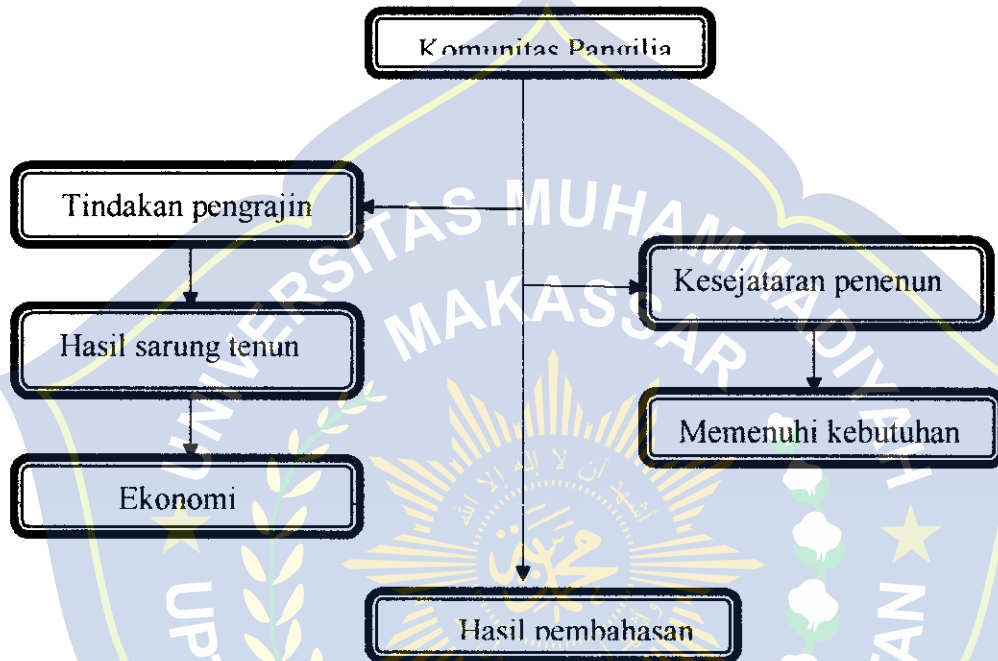 Komunitas Pangilia
Tindakan pengrajin
Kesejataran penenun
Hasil sarung tenun
Memenuhi kebutuhan
Ekonomi
Hasil pembahasan
UNIVERSITAS MUHAMMADIYAH
MAKASSAR